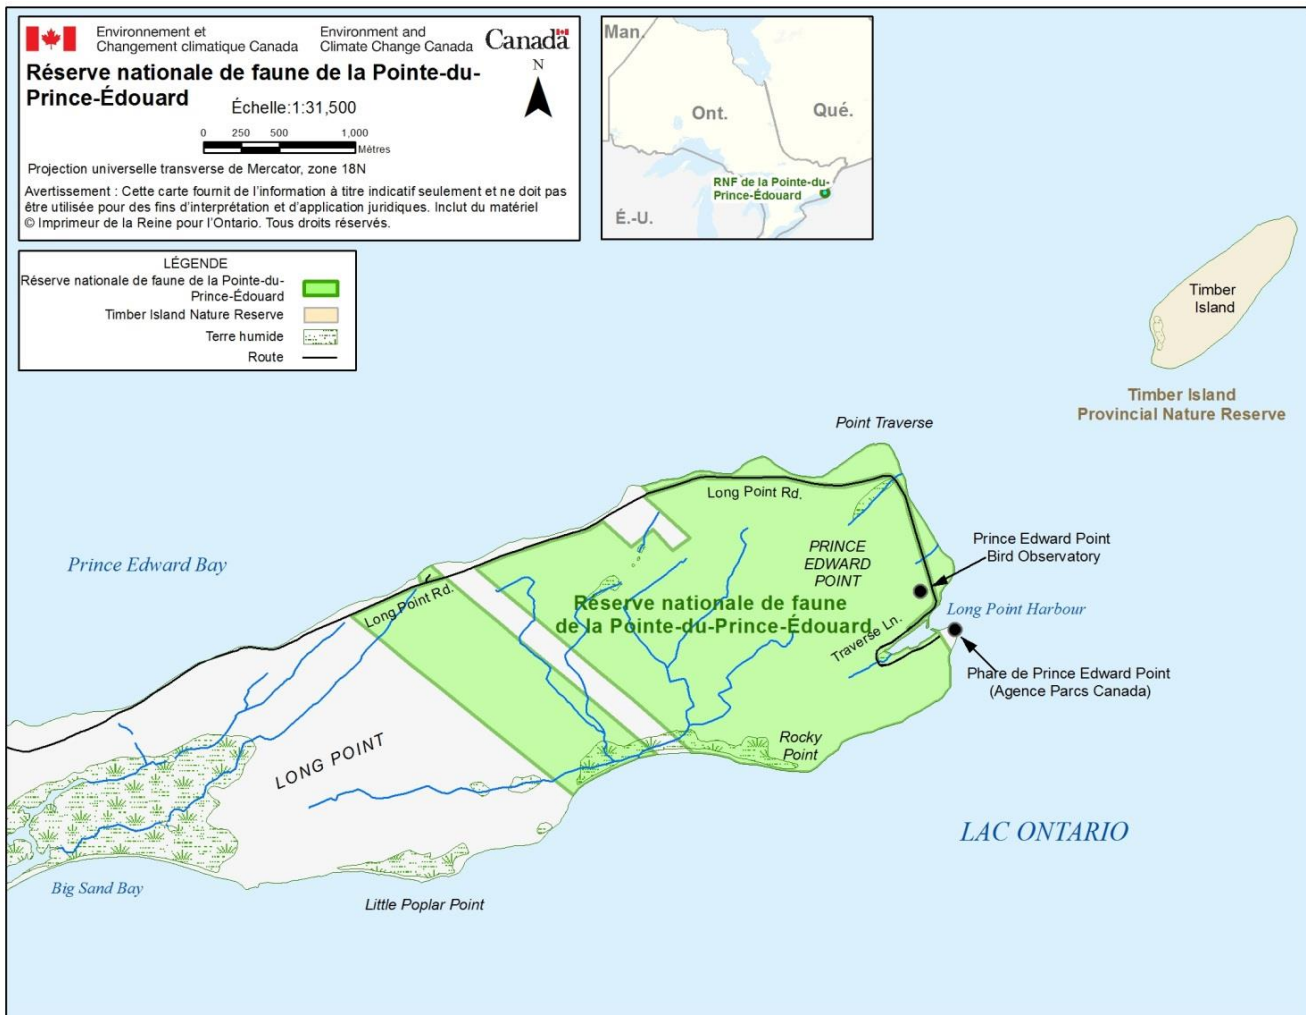 Environnement et
Changement climatique Canada
Environment and
Climate Change Canada
Canada
Réserve nationale de faune de la Pointe-du-
Prince-Édouard
Échelle:1:31,500
N
0 250 500 1,000
Mètres
Projection universelle transverse de Mercator, zone 18N
Avertissement : Cette carte fournit de l'information à titre indicatif seulement et ne doit pas
être utilisée pour des fins d'interprétation et d'application juridiques. Inclut du matériel
© Imprimeur de la Reine pour l'Ontario. Tous droits réservés.
Man.
Ont.
Qué.
RNF de la Pointe-du-
Prince-Édouard
É.-U.
LÉGENDE
Réserve nationale de faune de la Pointe-du-
Prince-Édouard
Timber Island Nature Reserve
Terre humide
Route
Timber
Island
Timber Island
Provincial Nature Reserve
Point Traverse
Long Point Rd.
Prince Edward Bay
PRINCE
EDWARD
POINT
Prince Edward Point
Bird Observatory
Long Point Rd.
Réserve nationale de faune
de la Pointe-du-Prince-Édouard
Long Point Harbour
Traverse Ln.
Phare de Prince Edward Point
(Agence Parcs Canada)
LONG POINT
Rocky
Point
LAC ONTARIO
Big Sand Bay
Little Poplar Point